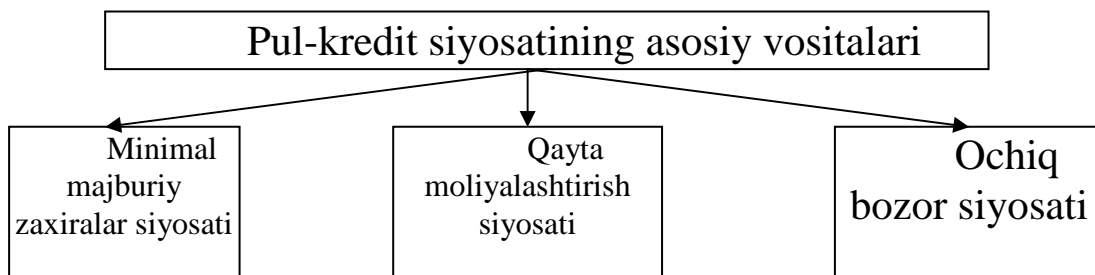 Pul-kredit siyosatining asosiy vositalari
Minimal
majburiy
zaxiralar siyosati
Qayta
moliyalashtirish
siyosati
Ochiq
bozor siyosati